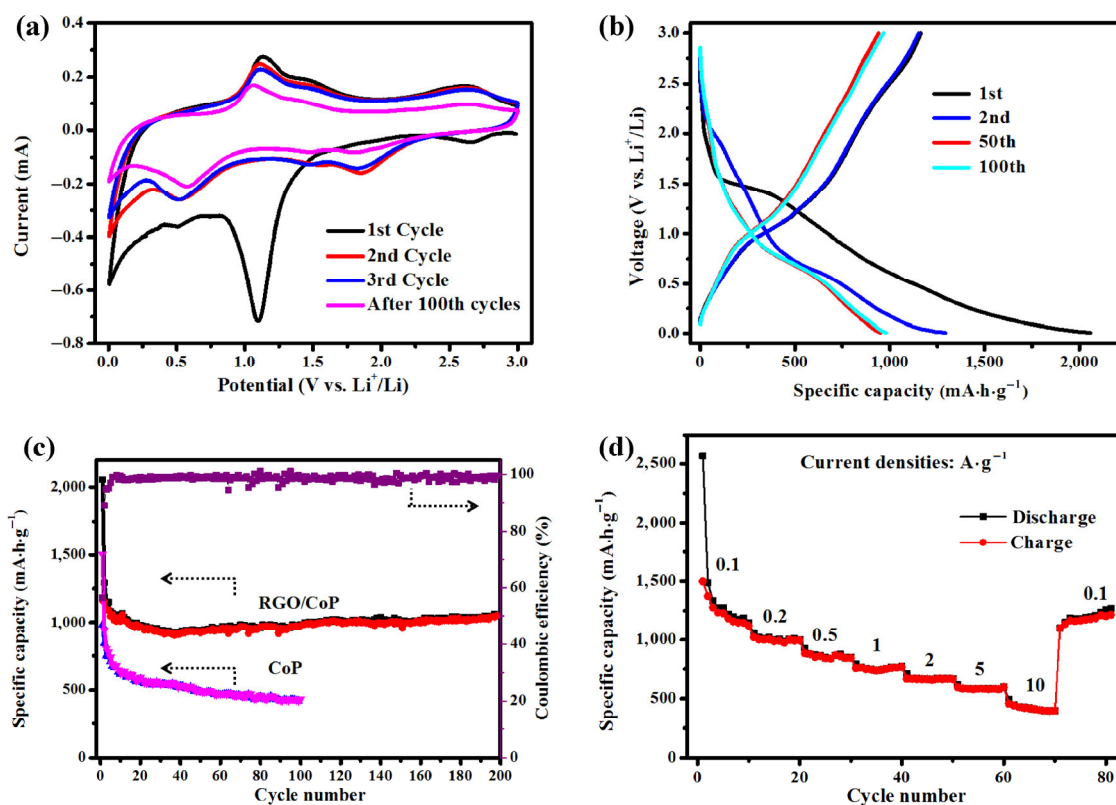 (a)
0.4
0.2
0.0
−0.2
−0.4
−0.6
−0.8
Current (mA)
1st Cycle
2nd Cycle
3rd Cycle
After 100th cycles
0.0 0.5 1.0 1.5 2.0 2.5 3.0
Potential (V vs. Li⁺/Li)
(b)
3.0
2.5
2.0
1.5
1.0
0.5
0.0
Voltage (V vs. Li⁺/Li)
1st
2nd
50th
100th
0 500 1,000 1,500 2,000
Specific capacity (mA·h·g⁻¹)
(c)
2,000
1,500
1,000
500
0
Specific capacity (mA·h·g⁻¹)
RGO/CoP
CoP
100
80
60
40
20
0
Coulombic efficiency (%)
0 20 40 60 80 100 120 140 160 180 200
Cycle number
(d)
2,500
2,000
1,500
1,000
500
0
Specific capacity (mA·h·g⁻¹)
Current densities: A·g⁻¹
Discharge
Charge
0.1
0.2
0.5
1
2
5
10
0.1
0 20 40 60 80
Cycle number